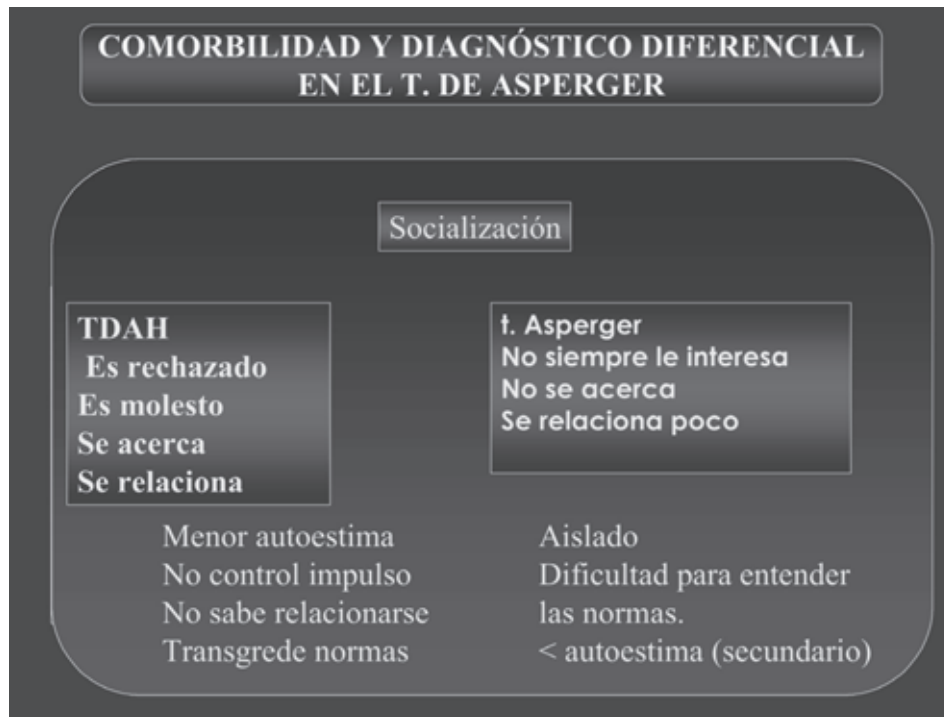 COMORBILIDAD Y DIAGNÓSTICO DIFERENCIAL
EN EL T. DE ASPERGER
Socialización
TDAH
Es rechazado
Es molesto
Se acerca
Se relaciona
t. Asperger
No siempre le interesa
No se acerca
Se relaciona poco
Menor autoestima
No control impulso
No sabe relacionarse
Transgrede normas
Aislado
Dificultad para entender
las normas.
< autoestima (secundario)